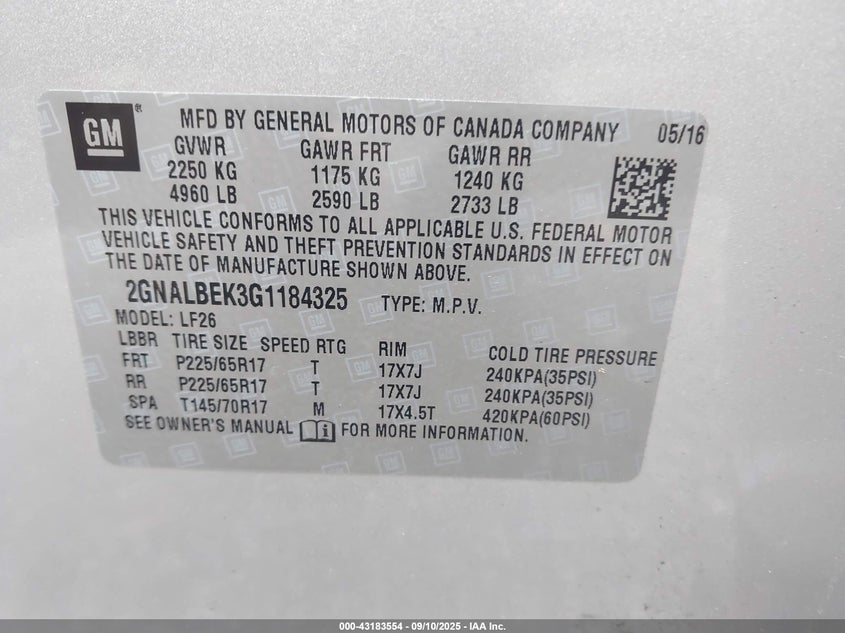 GM ® MFD BY GENERAL MOTORS OF CANADA COMPANY 05/16
GVWR GAWR FRT GAWR RR
2250 KG 1175 KG 1240 KG
4960 LB 2590 LB 2733 LB
THIS VEHICLE CONFORMS TO ALL APPLICABLE U.S. FEDERAL MOTOR
VEHICLE SAFETY AND THEFT PREVENTION STANDARDS IN EFFECT ON
THE DATE OF MANUFACTURE SHOWN ABOVE.
2GNALBEK3G1184325 TYPE: M.P.V.
MODEL: LF26
LBBR TIRE SIZE SPEED RTG RIM COLD TIRE PRESSURE
FRT P225/65R17 T 17X7J 240KPA(35PSI)
RR P225/65R17 T 17X7J 240KPA(35PSI)
SPA T145/70R17 M 17X4.5T 420KPA(60PSI)
SEE OWNER'S MANUAL i FOR MORE INFORMATION.
000-43183554 - 09/10/2025 - IAA Inc.